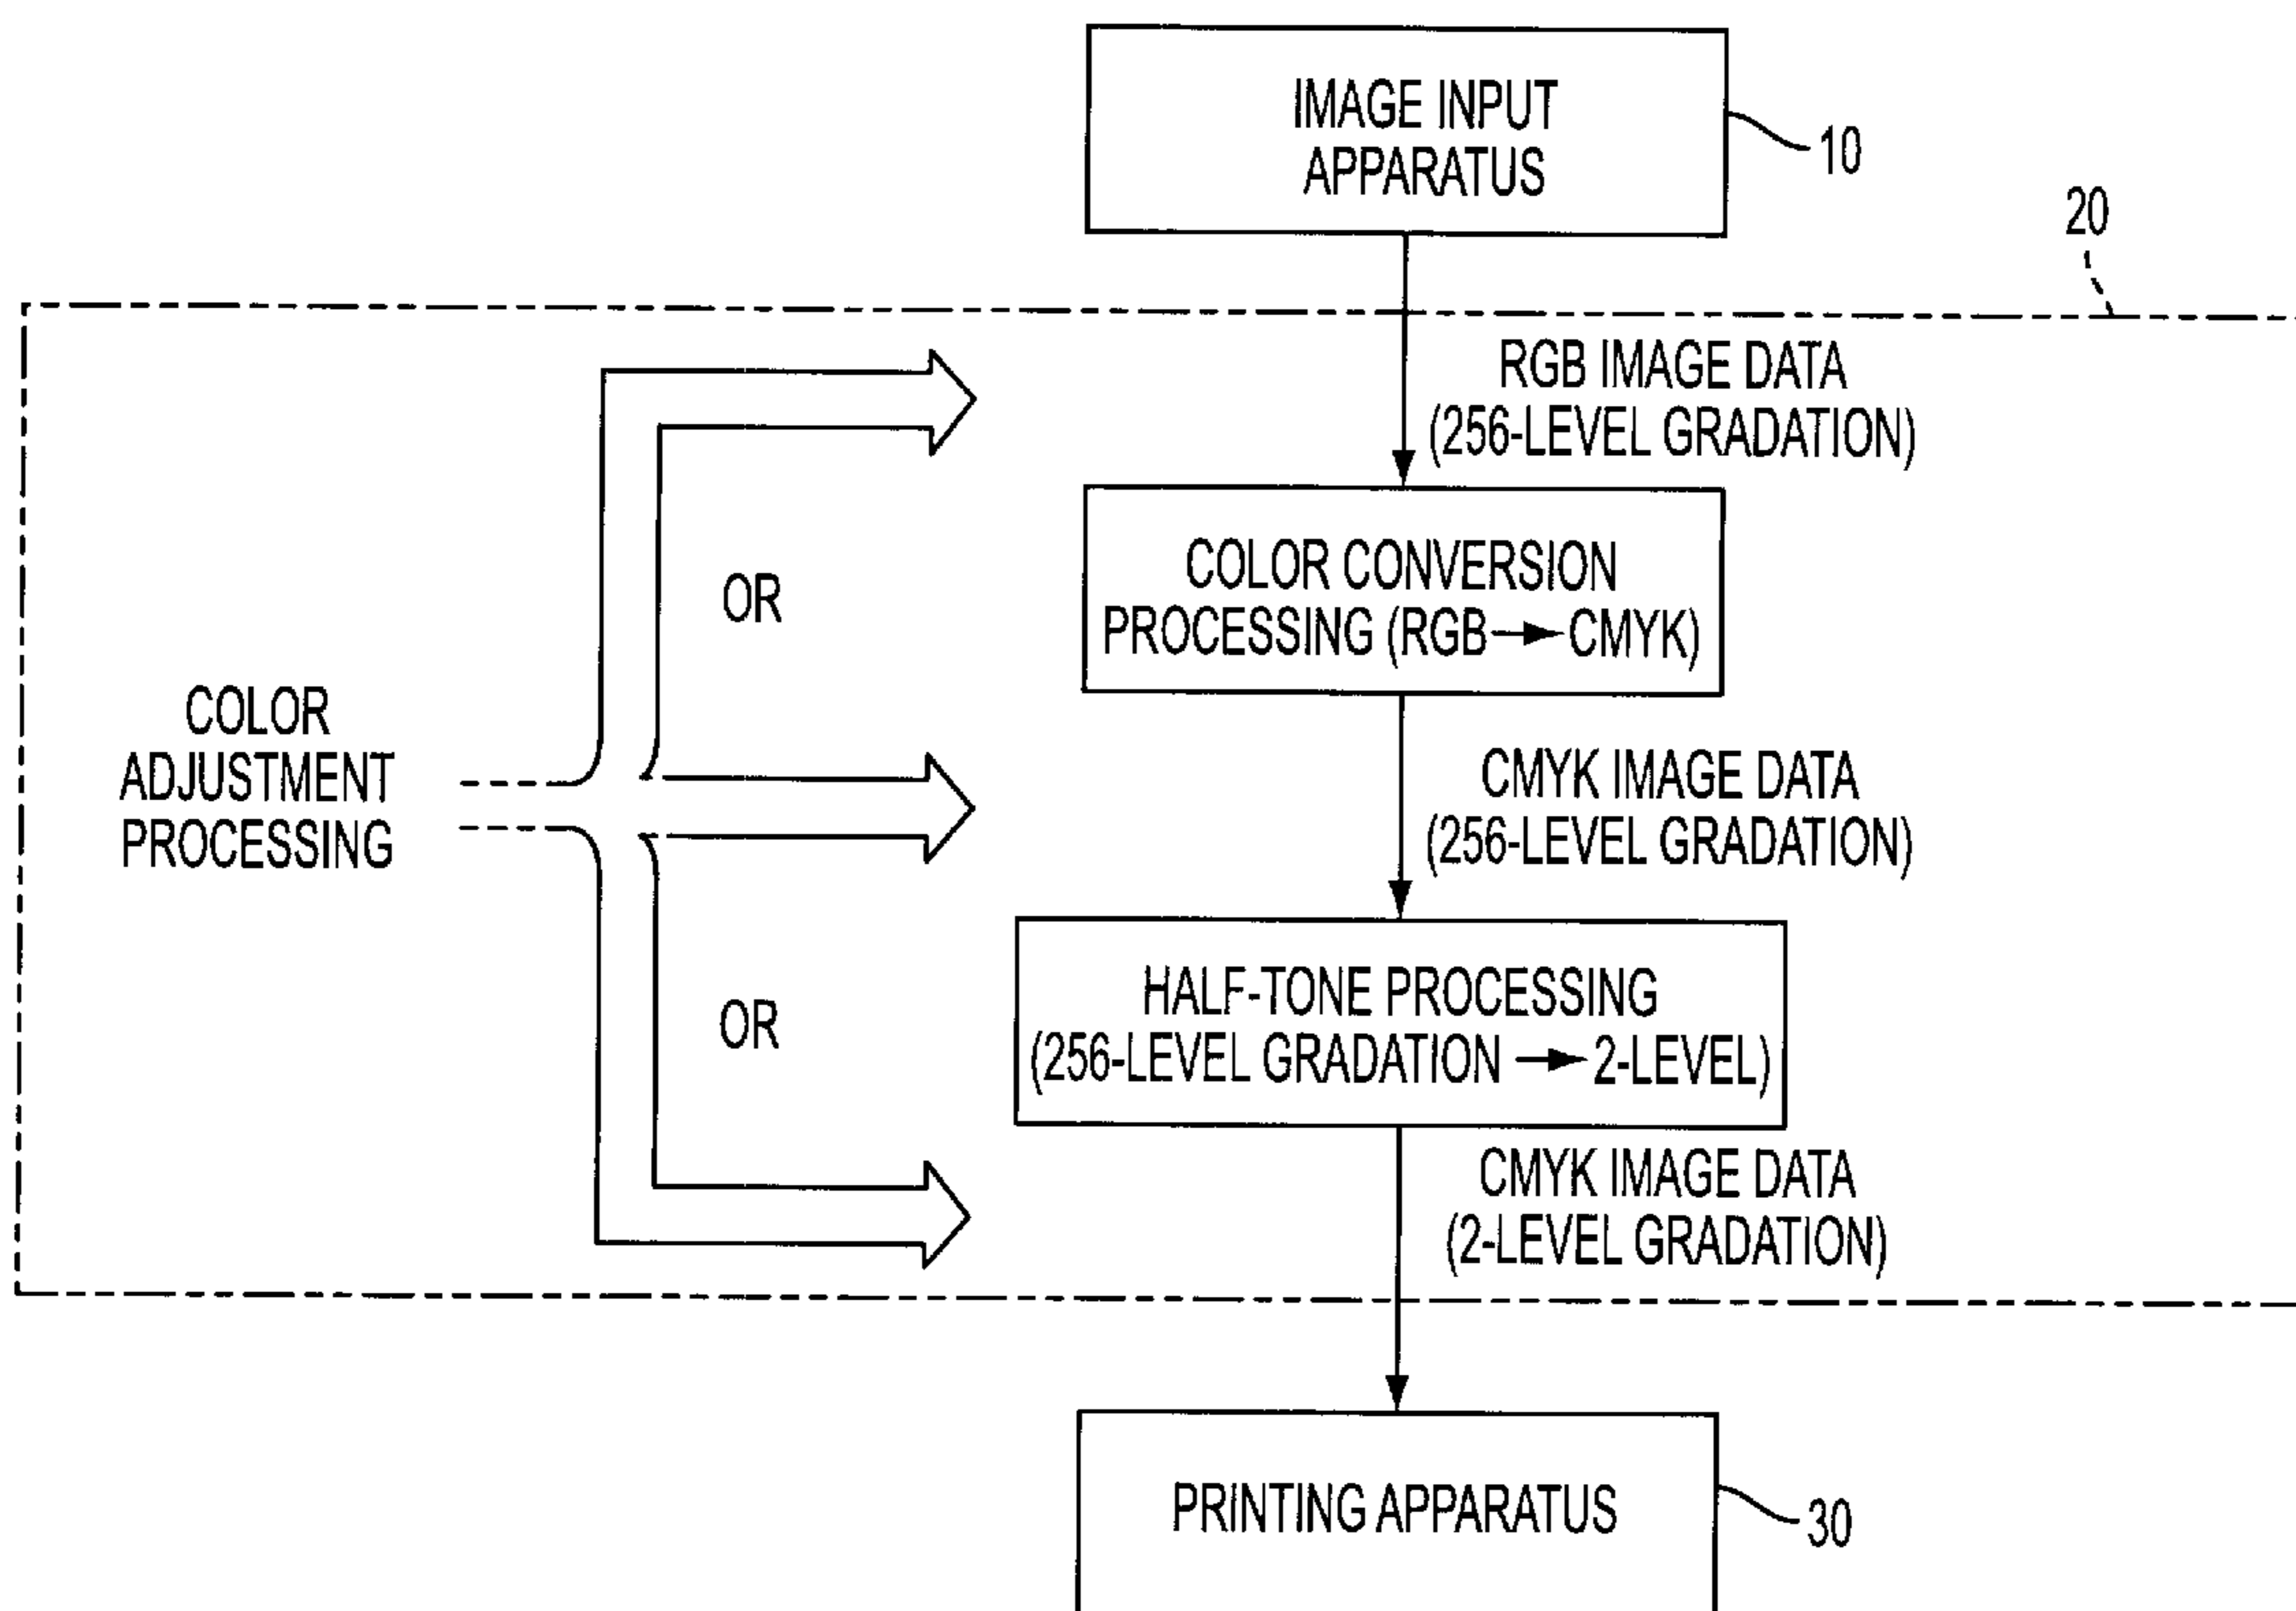 IMAGE INPUT
APPARATUS
10
20
RGB IMAGE DATA
(256-LEVEL GRADATION)
COLOR CONVERSION
PROCESSING (RGB → CMYK)
OR
COLOR
ADJUSTMENT
PROCESSING
CMYK IMAGE DATA
(256-LEVEL GRADATION)
HALF-TONE PROCESSING
(256-LEVEL GRADATION → 2-LEVEL)
OR
CMYK IMAGE DATA
(2-LEVEL GRADATION)
PRINTING APPARATUS
30